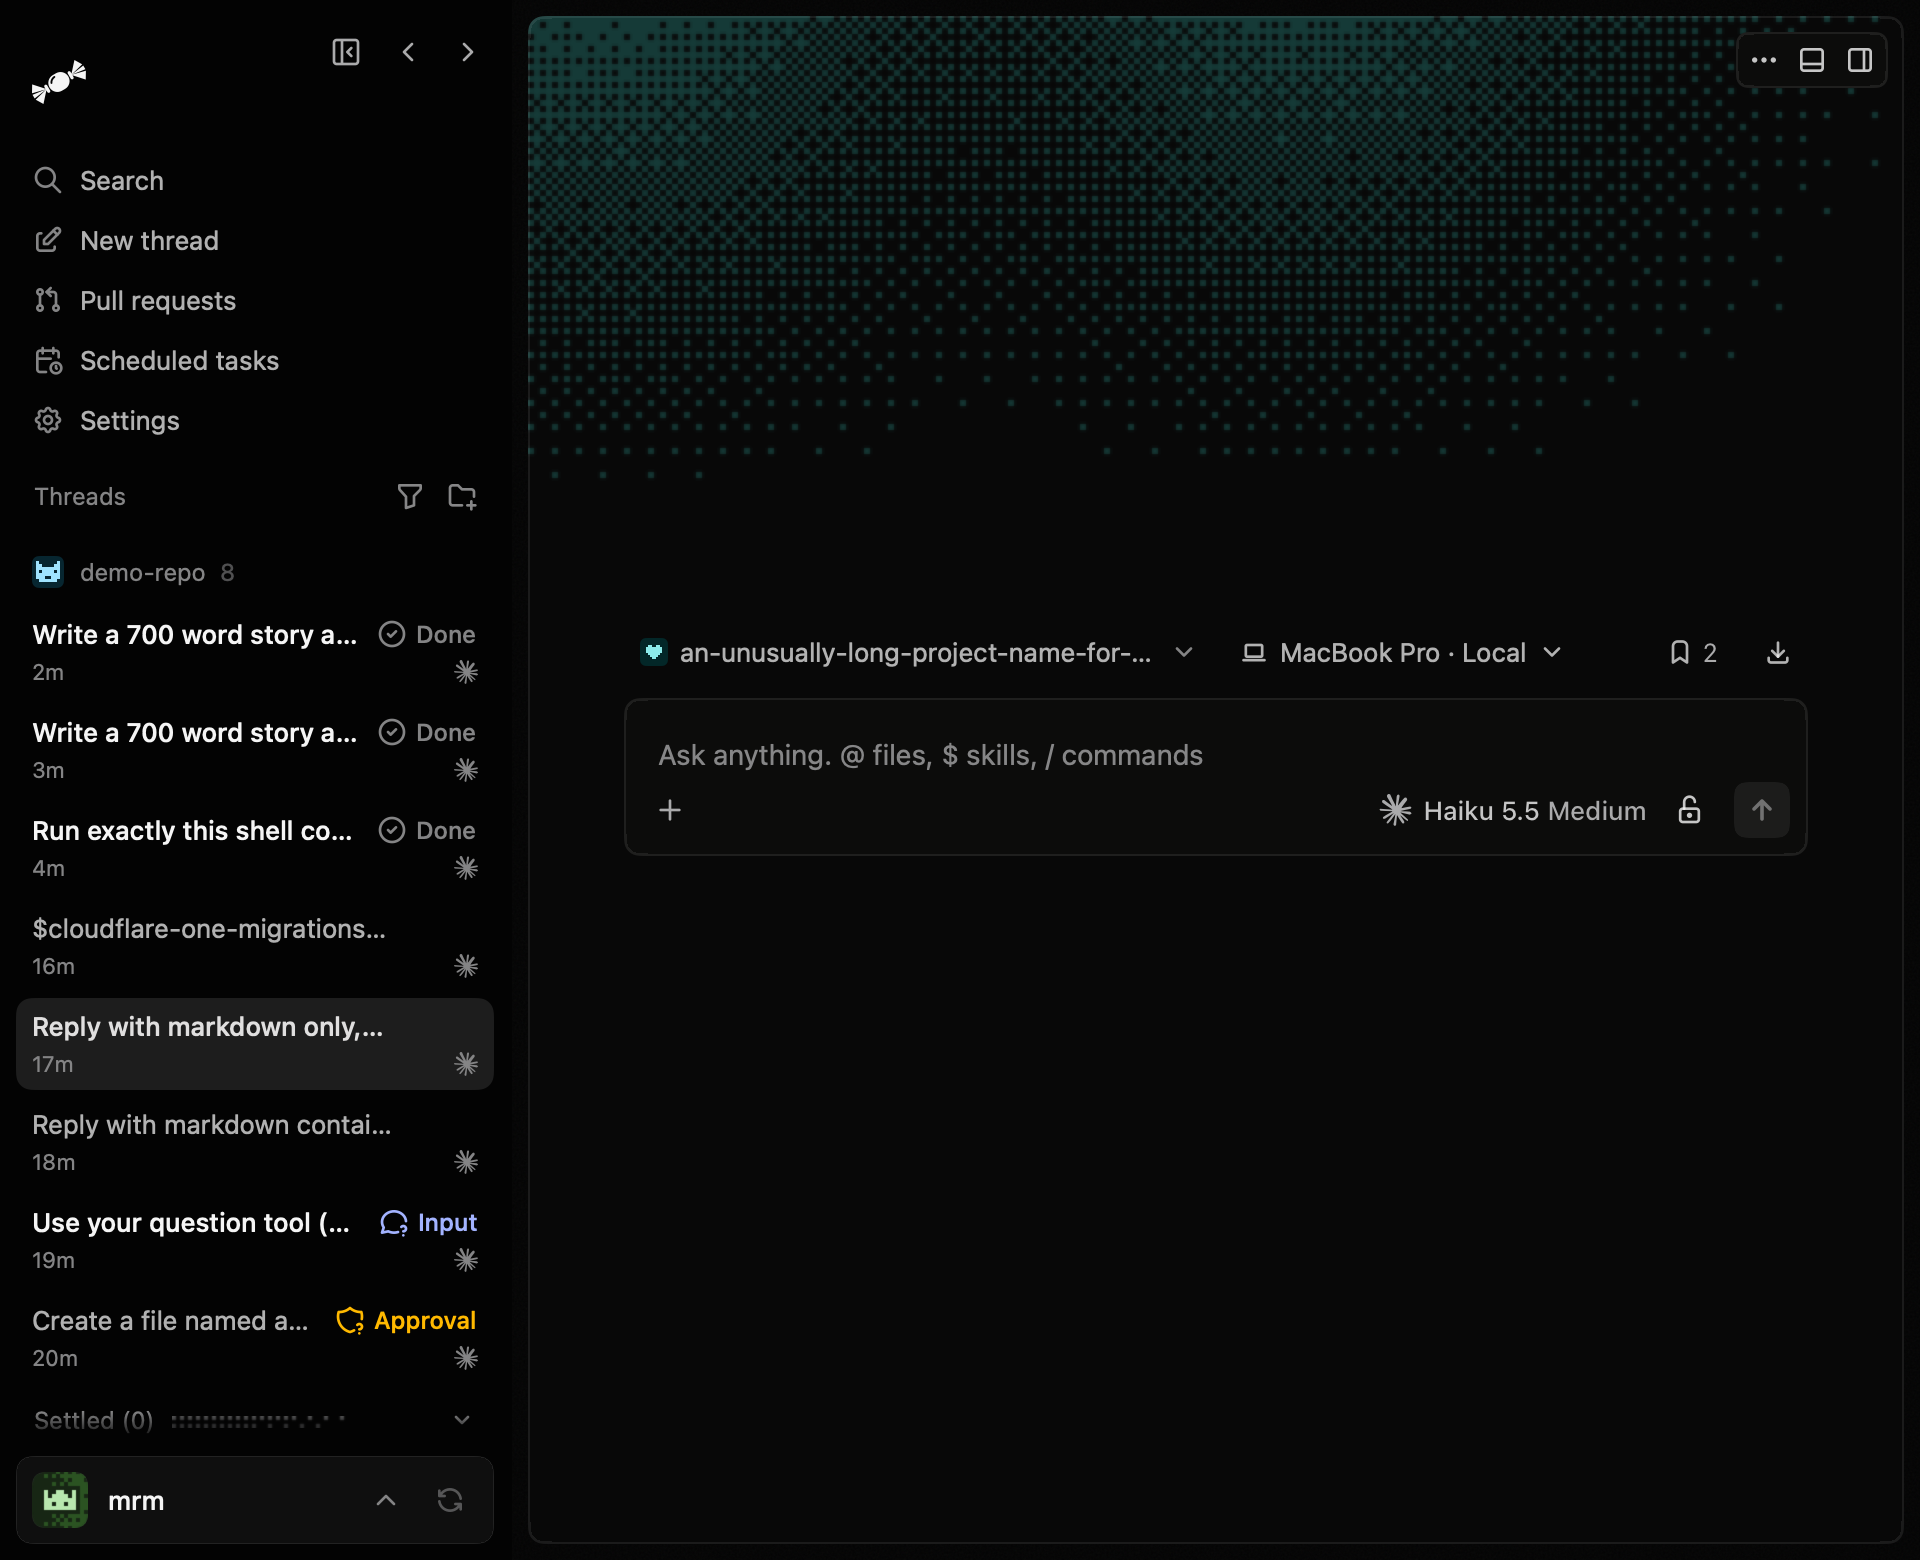 Search
New thread
Pull requests
Scheduled tasks
Settings
Threads
demo-repo 8
Write a 700 word story a... Done
2m
Write a 700 word story a... Done
3m
Run exactly this shell co... Done
4m
$cloudflare-one-migrations...
16m
Reply with markdown only,...
17m
Reply with markdown contai...
18m
Use your question tool (... Input
19m
Create a file named a... Approval
20m
Settled (0)
mrm
an-unusually-long-project-name-for-... MacBook Pro · Local 2
Ask anything. @ files, $ skills, / commands
Haiku 5.5 Medium